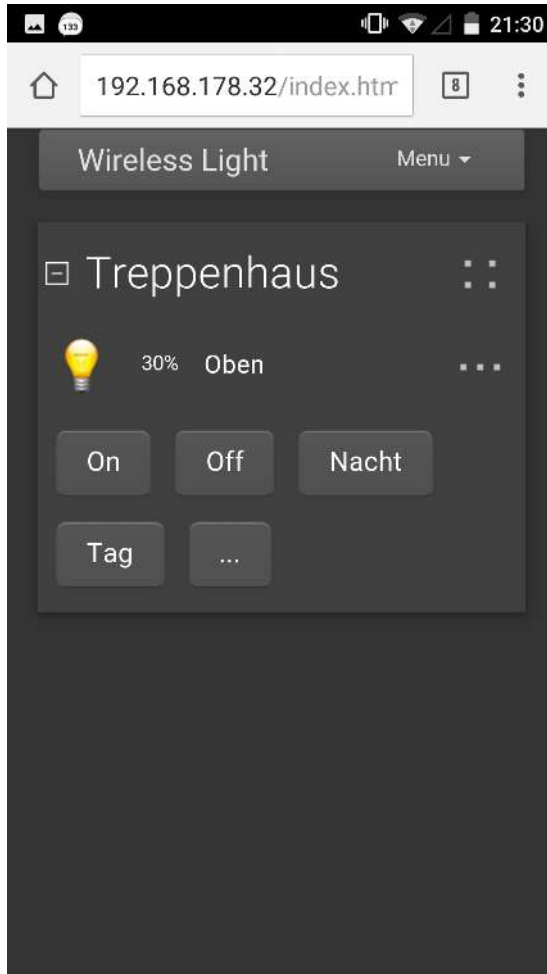 133 21:30
192.168.178.32/index.htm 8
Wireless Light Menu
Treppenhaus
30% Oben
On Off Nacht
Tag ...